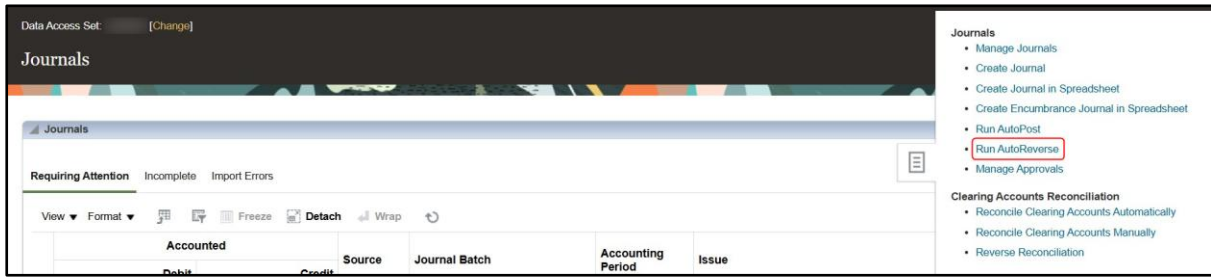 Data Access Set: [Change]
Journals
Journals
Requiring Attention Incomplete Import Errors
View Format Freeze Detach Wrap
Accounted
Debit Credit Source Journal Batch Accounting Period Issue
Journals
Manage Journals
Create Journal
Create Journal in Spreadsheet
Create Encumbrance Journal in Spreadsheet
Run AutoPost
Run AutoReverse
Manage Approvals
Clearing Accounts Reconciliation
Reconcile Clearing Accounts Automatically
Reconcile Clearing Accounts Manually
Reverse Reconciliation